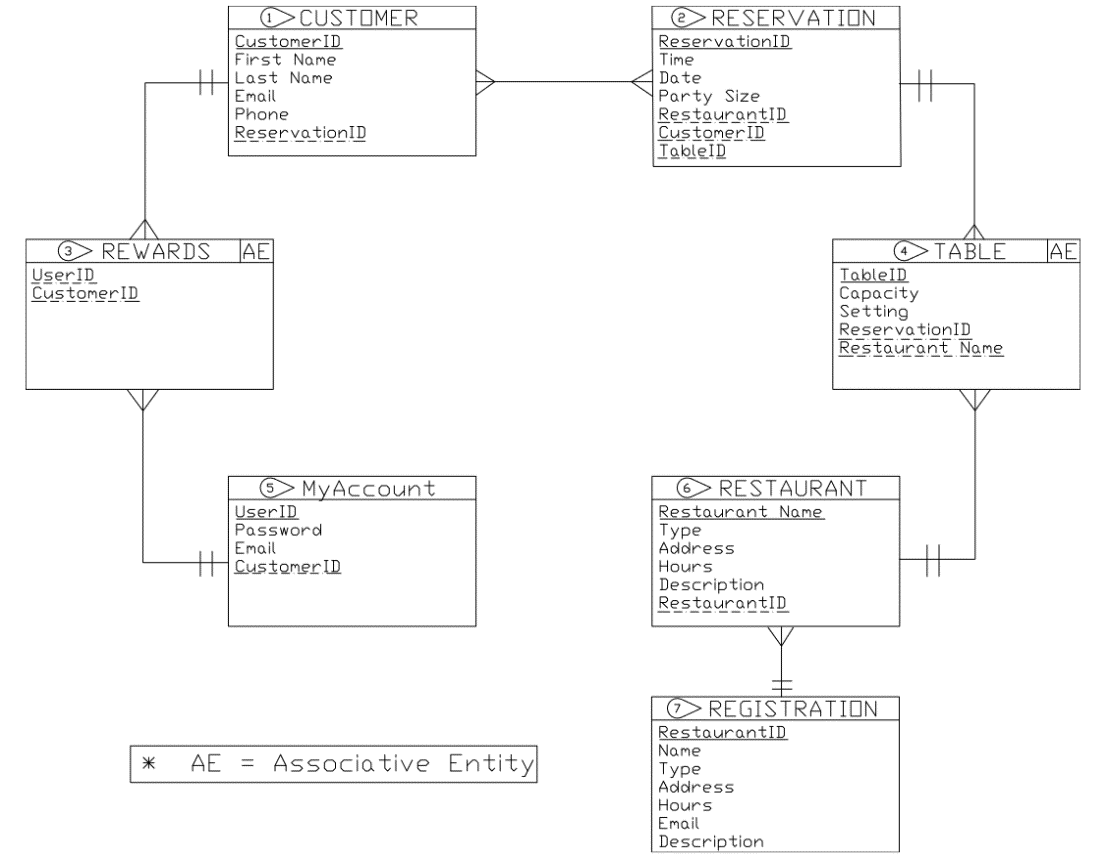 1 CUSTOMER
CustomerID
First Name
Last Name
Email
Phone
ReservationID
2 RESERVATION
ReservationID
Time
Date
Party Size
RestaurantID
CustomerID
TableID
3 REWARDS AE
UserID
CustomerID
4 TABLE AE
TableID
Capacity
Setting
ReservationID
Restaurant Name
5 MyAccount
UserID
Password
Email
CustomerID
6 RESTAURANT
Restaurant Name
Type
Address
Hours
Description
RestaurantID
7 REGISTRATION
RestaurantID
Name
Type
Address
Hours
Email
Description
* AE = Associative Entity